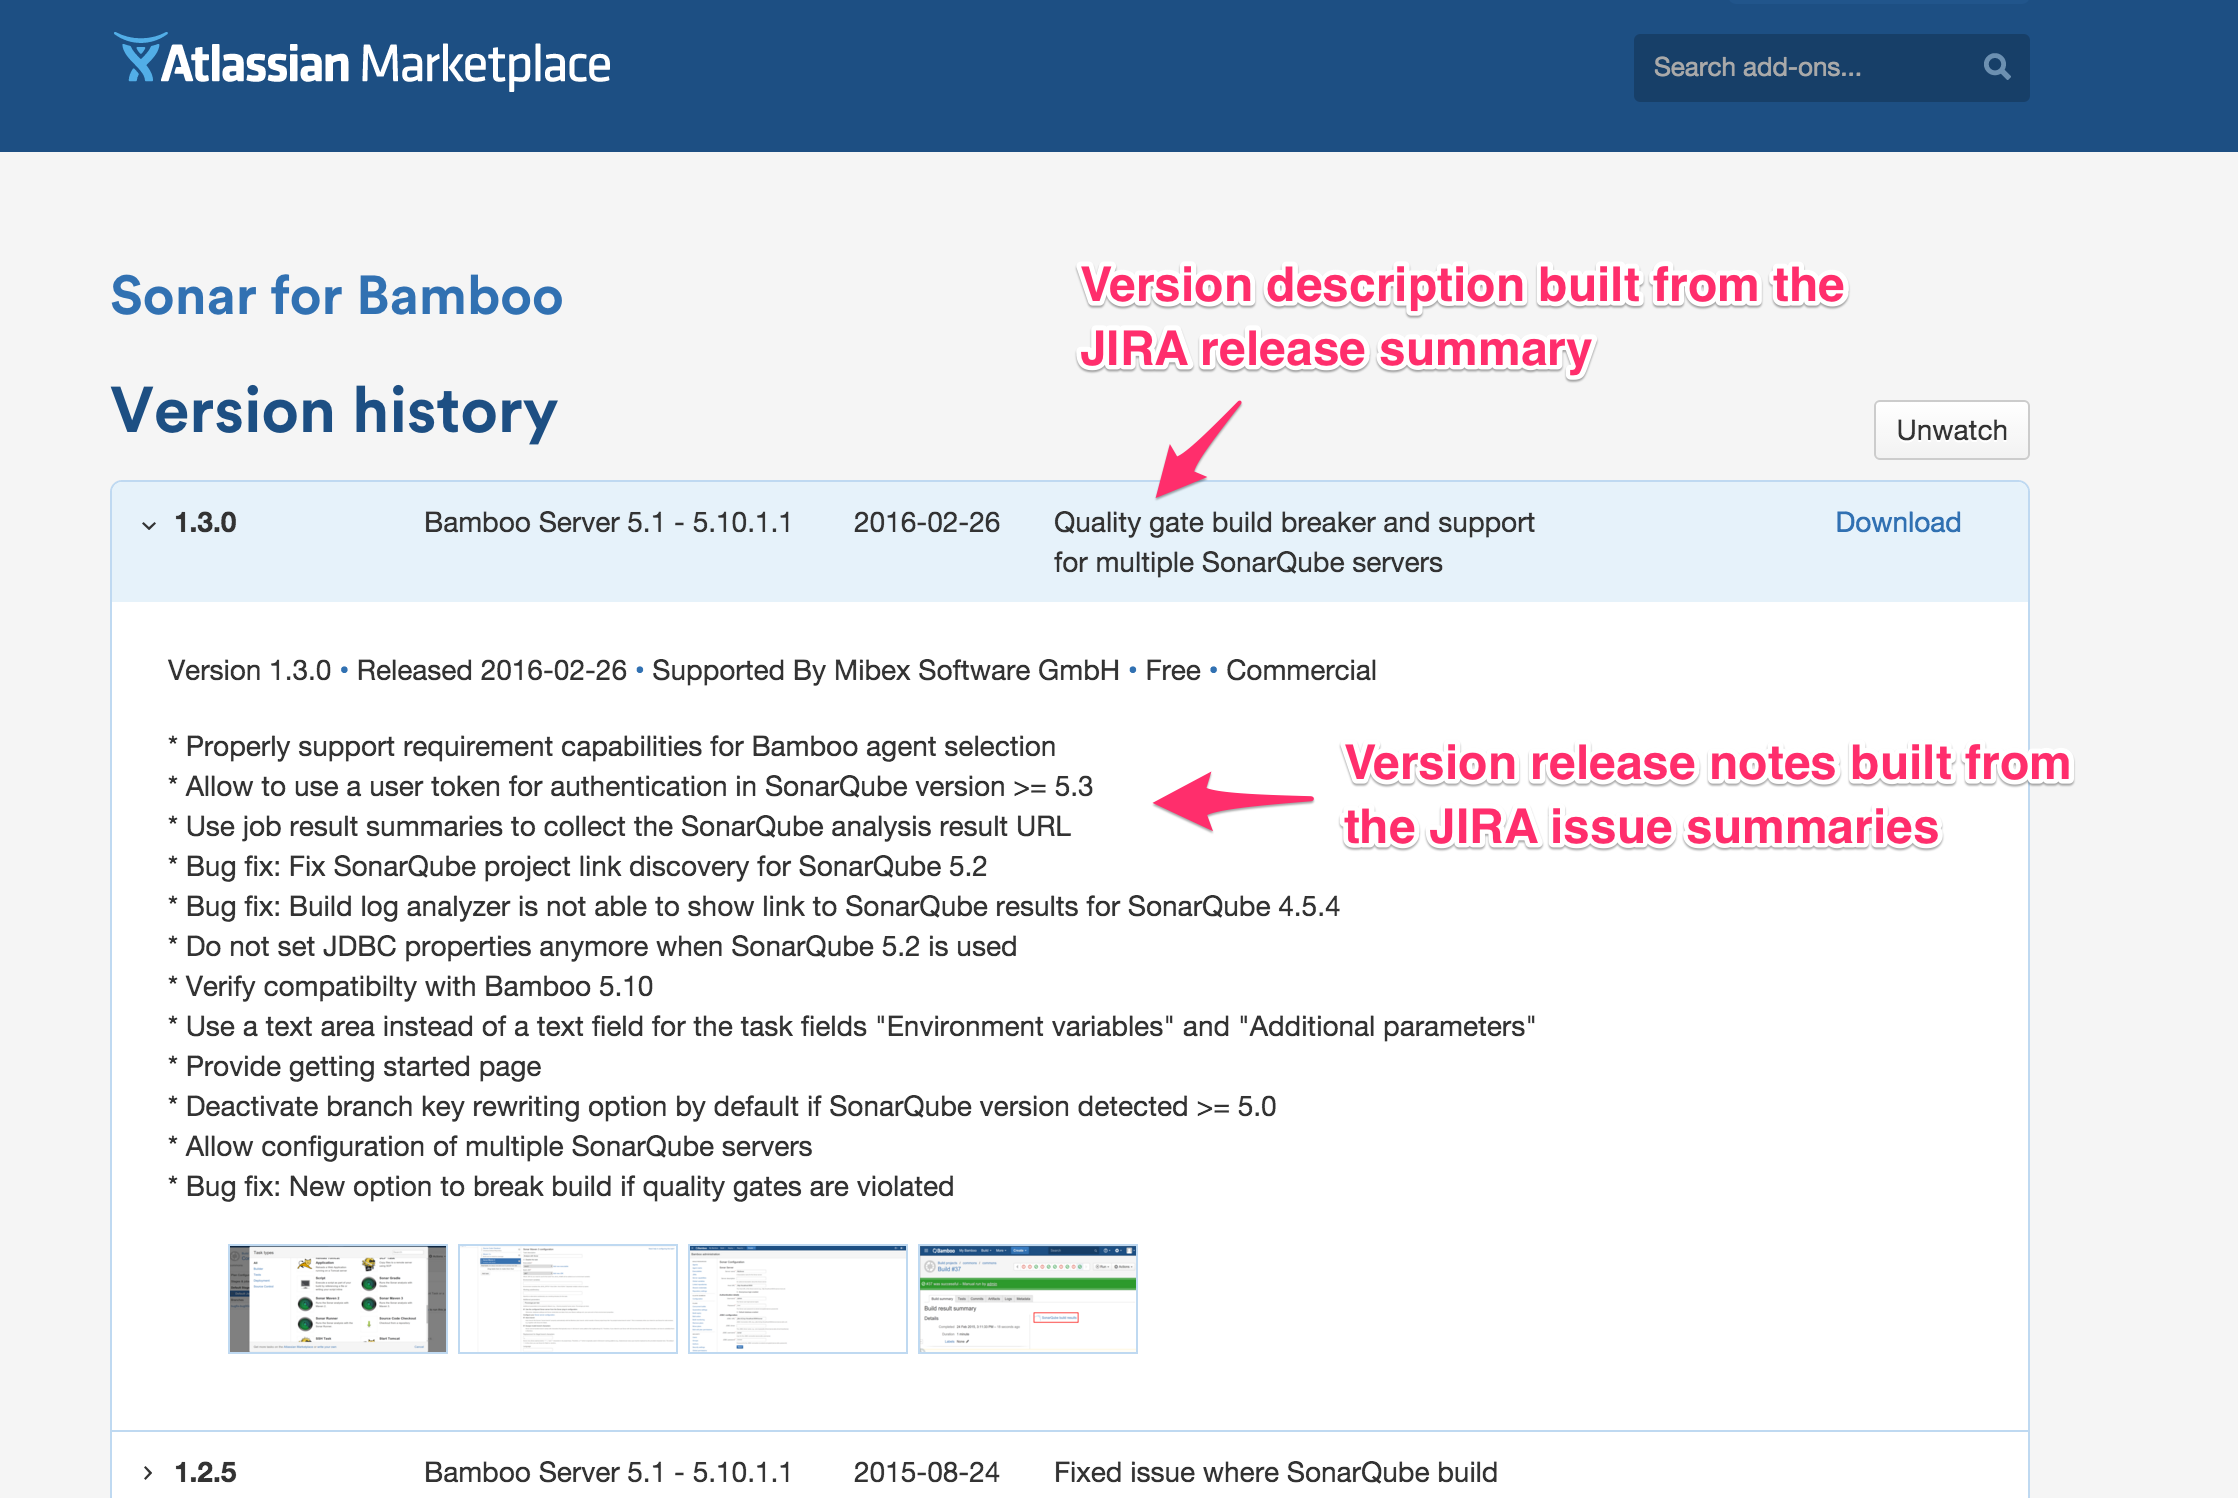 Atlassian Marketplace
Search add-ons...
Sonar for Bamboo
Version description built from the
JIRA release summary
Version history
Unwatch
1.3.0 Bamboo Server 5.1 - 5.10.1.1 2016-02-26 Quality gate build breaker and support Download
for multiple SonarQube servers
Version 1.3.0 • Released 2016-02-26 • Supported By Mibex Software GmbH • Free • Commercial
* Properly support requirement capabilities for Bamboo agent selection
* Allow to use a user token for authentication in SonarQube version >= 5.3
* Use job result summaries to collect the SonarQube analysis result URL
* Bug fix: Fix SonarQube project link discovery for SonarQube 5.2
* Bug fix: Build log analyzer is not able to show link to SonarQube results for SonarQube 4.5.4
* Do not set JDBC properties anymore when SonarQube 5.2 is used
* Verify compatibilty with Bamboo 5.10
* Use a text area instead of a text field for the task fields "Environment variables" and "Additional parameters"
* Provide getting started page
* Deactivate branch key rewriting option by default if SonarQube version detected >= 5.0
* Allow configuration of multiple SonarQube servers
* Bug fix: New option to break build if quality gates are violated
Version release notes built from
the JIRA issue summaries
Task types
Bamboo
Build #37
Build result summary
Details
1.2.5 Bamboo Server 5.1 - 5.10.1.1 2015-08-24 Fixed issue where SonarQube build